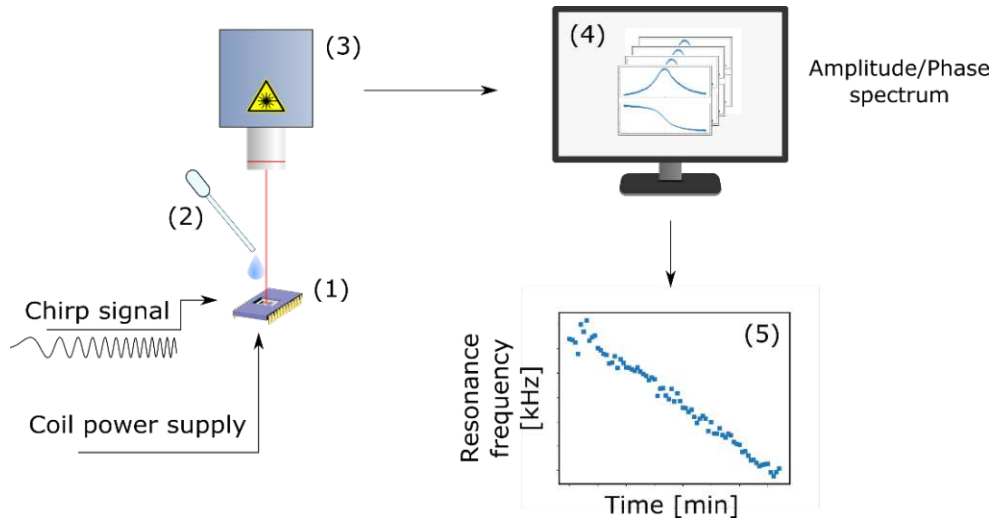 (3)
(4)
Amplitude/Phase
spectrum
(2)
(1)
Chirp signal
Coil power supply
(5)
Resonance
frequency
[kHz]
Time [min]